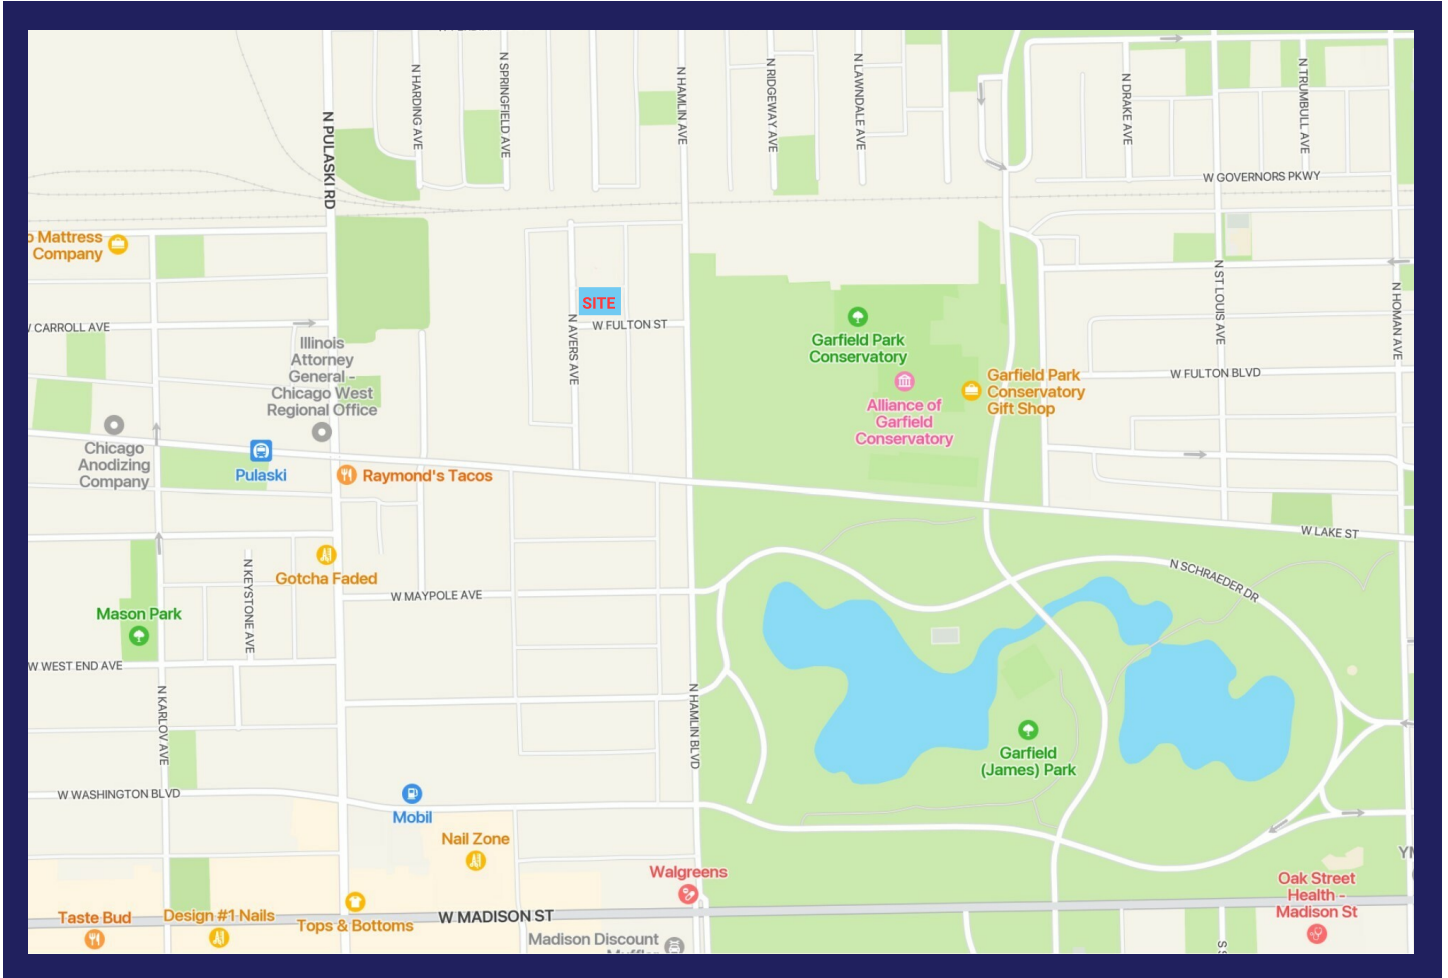 N HARDING AVE
N SPRINGFIELD AVE
N HAMLIN AVE
N RIDGEWAY AVE
N LAWNDALE AVE
N DRAKE AVE
N TRUMBULL AVE
N PULASKI RD
W GOVERNORS PKWY
Mattress
Company
SITE
N AVERS AVE
W FULTON ST
CARROLL AVE
Illinois
Attorney
General -
Chicago West
Regional Office
Garfield Park
Conservatory
Alliance of
Garfield
Conservatory
Garfield Park
Conservatory
Gift Shop
N ST LOUIS AVE
N HOMAN AVE
W FULTON BLVD
Chicago
Anodizing
Company
Pulaski
Raymond's Tacos
W LAKE ST
Gotcha Faded
N KEYSTONE AVE
W MAYPOLE AVE
N SCHRAEDER DR
Mason Park
W WEST END AVE
N KARLOV AVE
N HAMLIN BLVD
Garfield
(James) Park
W WASHINGTON BLVD
Mobil
Nail Zone
Walgreens
Oak Street
Health -
Madison St
Taste Bud
Design #1 Nails
Tops & Bottoms
W MADISON ST
Madison Discount